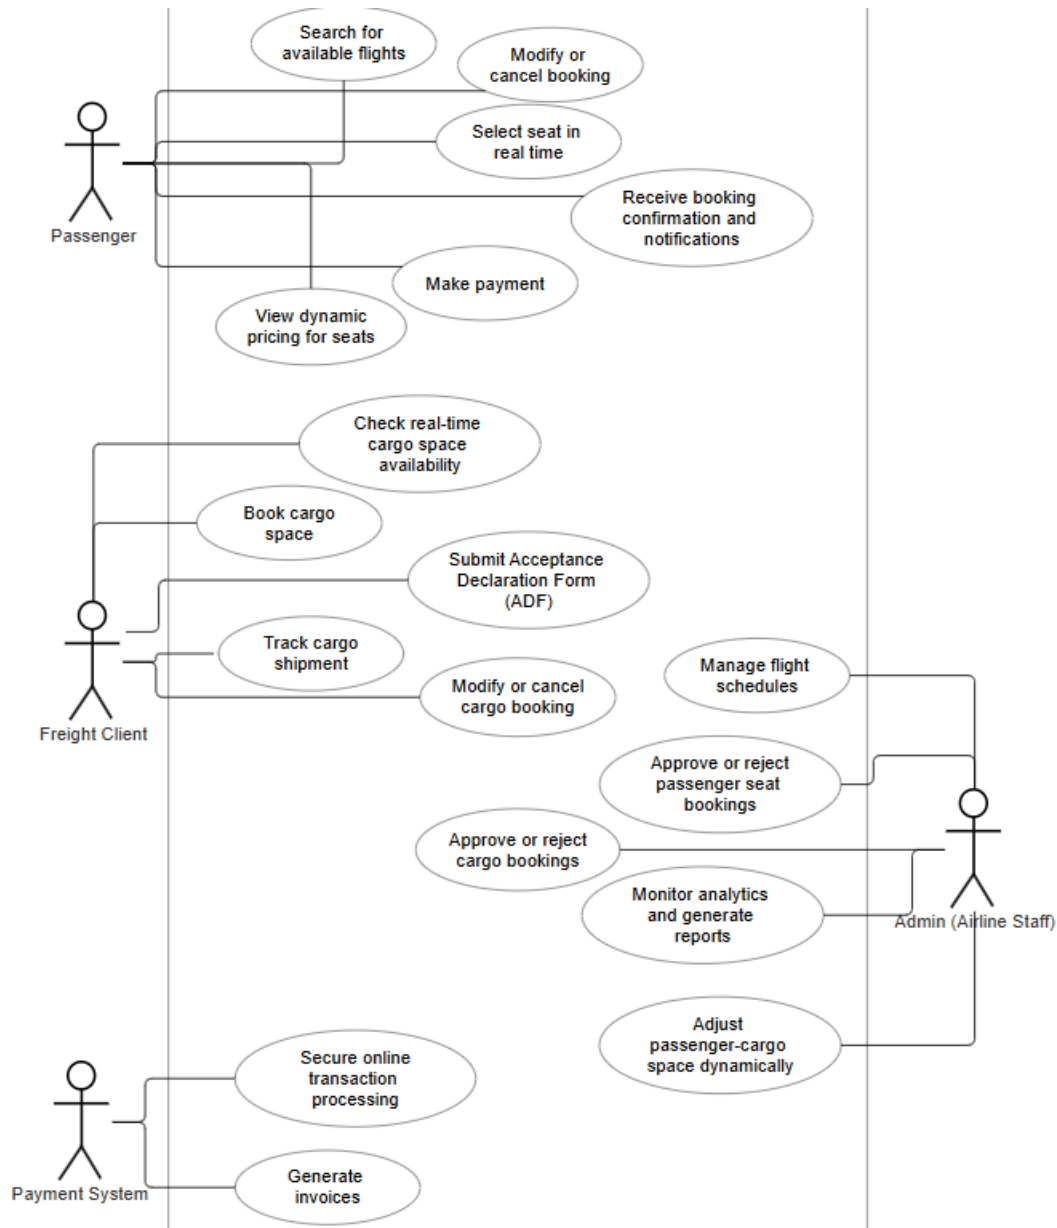 Search for
available flights
Modify or
cancel booking
Select seat in
real time
Receive booking
confirmation and
notifications
Passenger
Make payment
View dynamic
pricing for seats
Check real-time
cargo space
availability
Book cargo
space
Submit Acceptance
Declaration Form
(ADF)
Track cargo
shipment
Modify or cancel
cargo booking
Freight Client
Manage flight
schedules
Approve or reject
passenger seat
bookings
Approve or reject
cargo bookings
Monitor analytics
and generate
reports
Admin (Airline Staff)
Adjust
passenger-cargo
space dynamically
Secure online
transaction
processing
Payment System
Generate
invoices